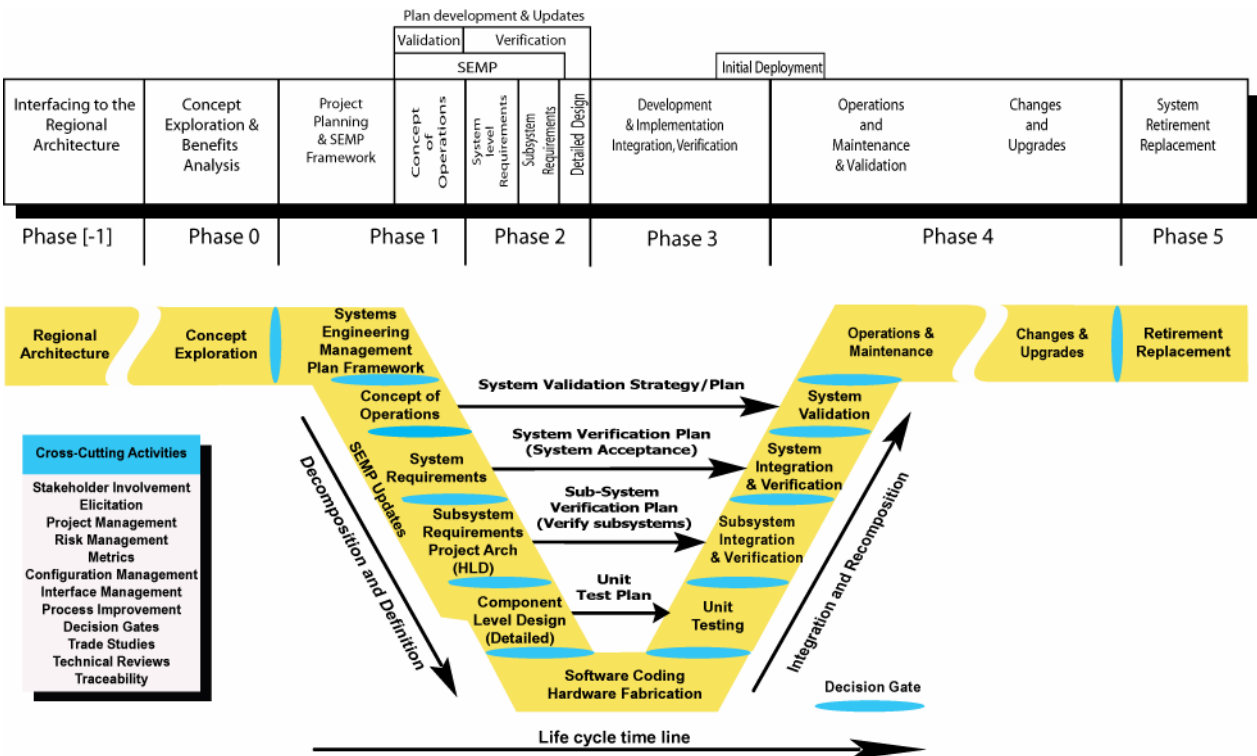 Plan development & Updates
Validation
Verification
SEMP
Initial Deployment
Interfacing to the
Regional
Architecture
Concept
Exploration &
Benefits
Analysis
Project
Planning
& SEMP
Framework
Concept
of
Operations
System
level
Requirements
Subsystem
Requirements
Detailed Design
Development
& Implementation
Integration, Verification
Operations
and
Maintenance
& Validation
Changes
and
Upgrades
System
Retirement
Replacement
Phase [-1]
Phase 0
Phase 1
Phase 2
Phase 3
Phase 4
Phase 5
Regional
Architecture
Concept
Exploration
Systems
Engineering
Management
Plan Framework
Operations &
Maintenance
Changes &
Upgrades
Retirement
Replacement
Concept of
Operations
System Validation Strategy/Plan
System
Validation
SEMP Updates
System
Requirements
System Verification Plan
(System Acceptance)
System
Integration
& Verification
Subsystem
Requirements
Project Arch
(HLD)
Sub-System
Verification Plan
(Verify subsystems)
Subsystem
Integration
& Verification
Component
Level Design
(Detailed)
Unit
Test Plan
Unit
Testing
Software Coding
Hardware Fabrication
Decomposition and Definition
Integration and Recomposition
Cross-Cutting Activities
Stakeholder Involvement
Elicitation
Project Management
Risk Management
Metrics
Configuration Management
Interface Management
Process Improvement
Decision Gates
Trade Studies
Technical Reviews
Traceability
Decision Gate
Life cycle time line